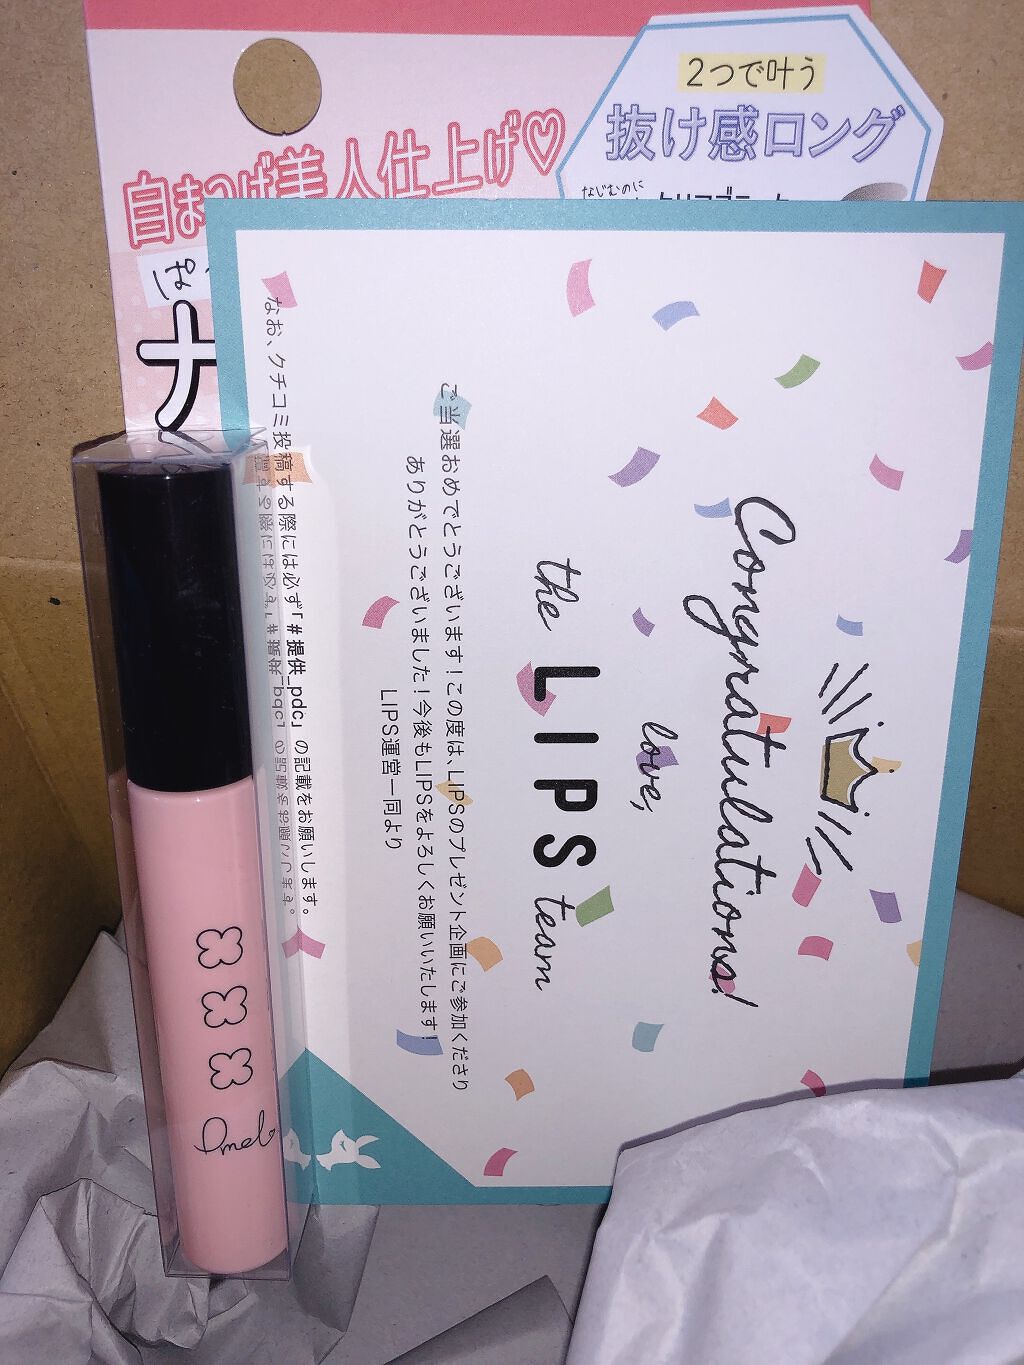 2つで叶う
抜け感ロング
なじむのに
自まつげ美人仕上げ♡
ナ
Congratulations!
love,
the LIPS team
ご当選おめでとうございます！この度は、LIPSのプレゼント企画にご参加くださり
ありがとうございました！今後もLIPSをよろしくお願いいたします！
LIPS運営一同より
なお、クチコミ投稿する際には必ず「#提供_pdc」の記載をお願いします。